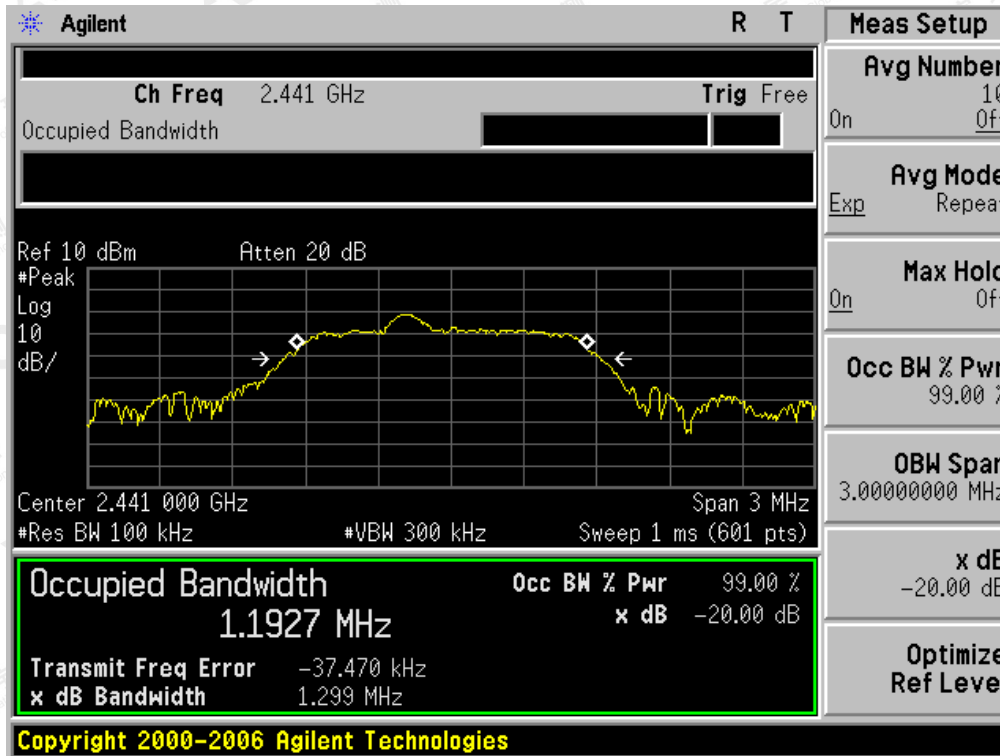 Agilent R T
Ch Freq 2.441 GHz Trig Free
Occupied Bandwidth
Ref 10 dBm Atten 20 dB
#Peak
Log
10
dB/
Center 2.441 000 GHz Span 3 MHz
#Res BW 100 kHz #VBW 300 kHz Sweep 1 ms (601 pts)
Occupied Bandwidth Occ BW % Pwr 99.00 %
1.1927 MHz x dB -20.00 dB
Transmit Freq Error -37.470 kHz
x dB Bandwidth 1.299 MHz
Copyright 2000-2006 Agilent Technologies
Meas Setup
Avg Number
10
On Off
Avg Mode
Exp Repeat
Max Hold
On Off
Occ BW % Pwr
99.00 %
OBW Span
3.00000000 MHz
x dB
-20.00 dB
Optimize
Ref Level